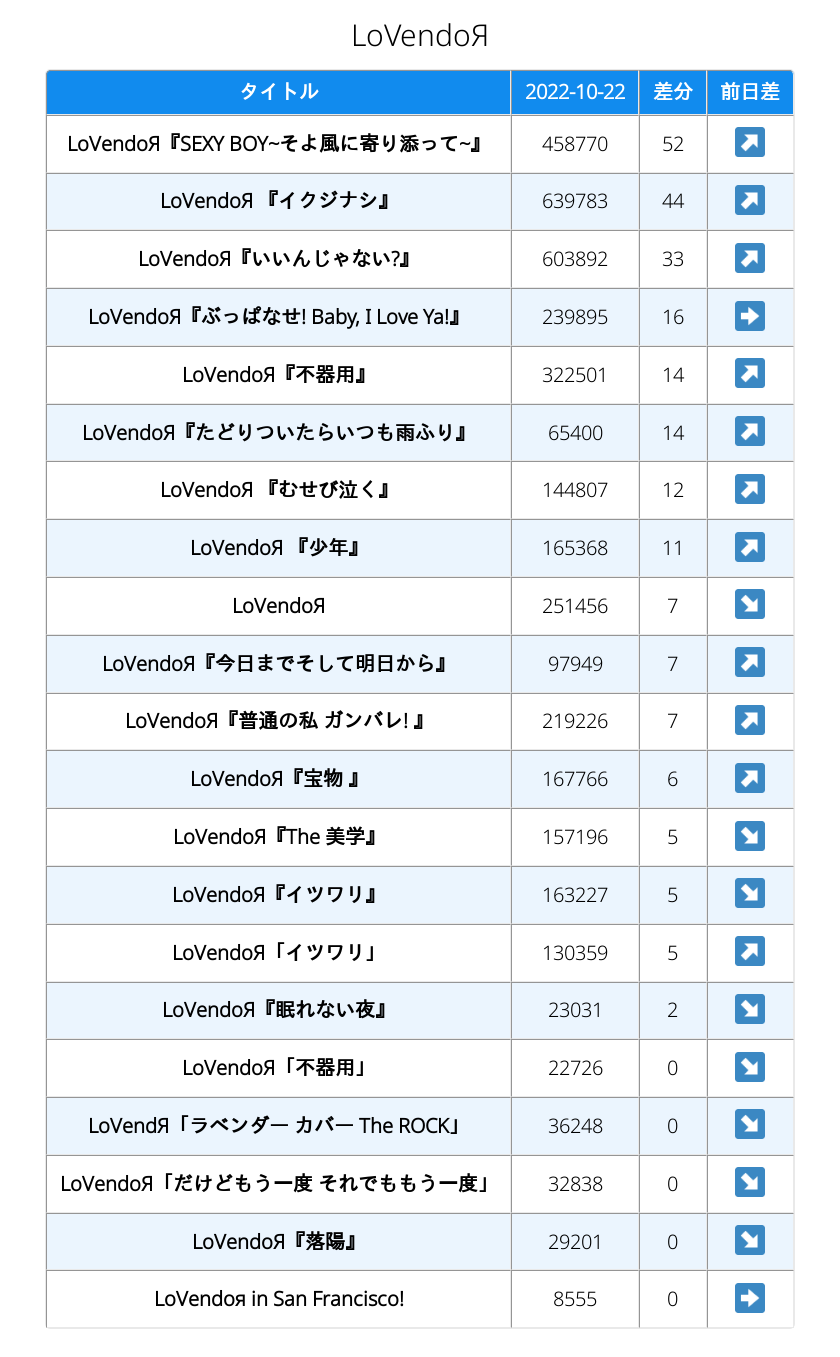 LoVendoЯ
タイトル 2022-10-22 差分 前日差
LoVendoЯ『SEXY BOY~そよ風に寄り添って~』 458770 52
LoVendoЯ 『イクジナシ』 639783 44
LoVendoЯ『いいんじゃない?』 603892 33
LoVendoЯ『ぶっぱなせ! Baby, I Love Ya!』 239895 16
LoVendoЯ『不器用』 322501 14
LoVendoЯ『たどりついたらいつも雨ふり』 65400 14
LoVendoЯ 『むせび泣く』 144807 12
LoVendoЯ 『少年』 165368 11
LoVendoЯ 251456 7
LoVendoЯ『今日までそして明日から』 97949 7
LoVendoЯ『普通の私 ガンバレ! 』 219226 7
LoVendoЯ『宝物 』 167766 6
LoVendoЯ『The 美学』 157196 5
LoVendoЯ『イツワリ』 163227 5
LoVendoЯ「イツワリ」 130359 5
LoVendoЯ『眠れない夜』 23031 2
LoVendoЯ「不器用」 22726 0
LoVendЯ「ラベンダー カバー The ROCK」 36248 0
LoVendoЯ「だけどもう一度 それでももう一度」 32838 0
LoVendoЯ『落陽』 29201 0
LoVendoя in San Francisco! 8555 0